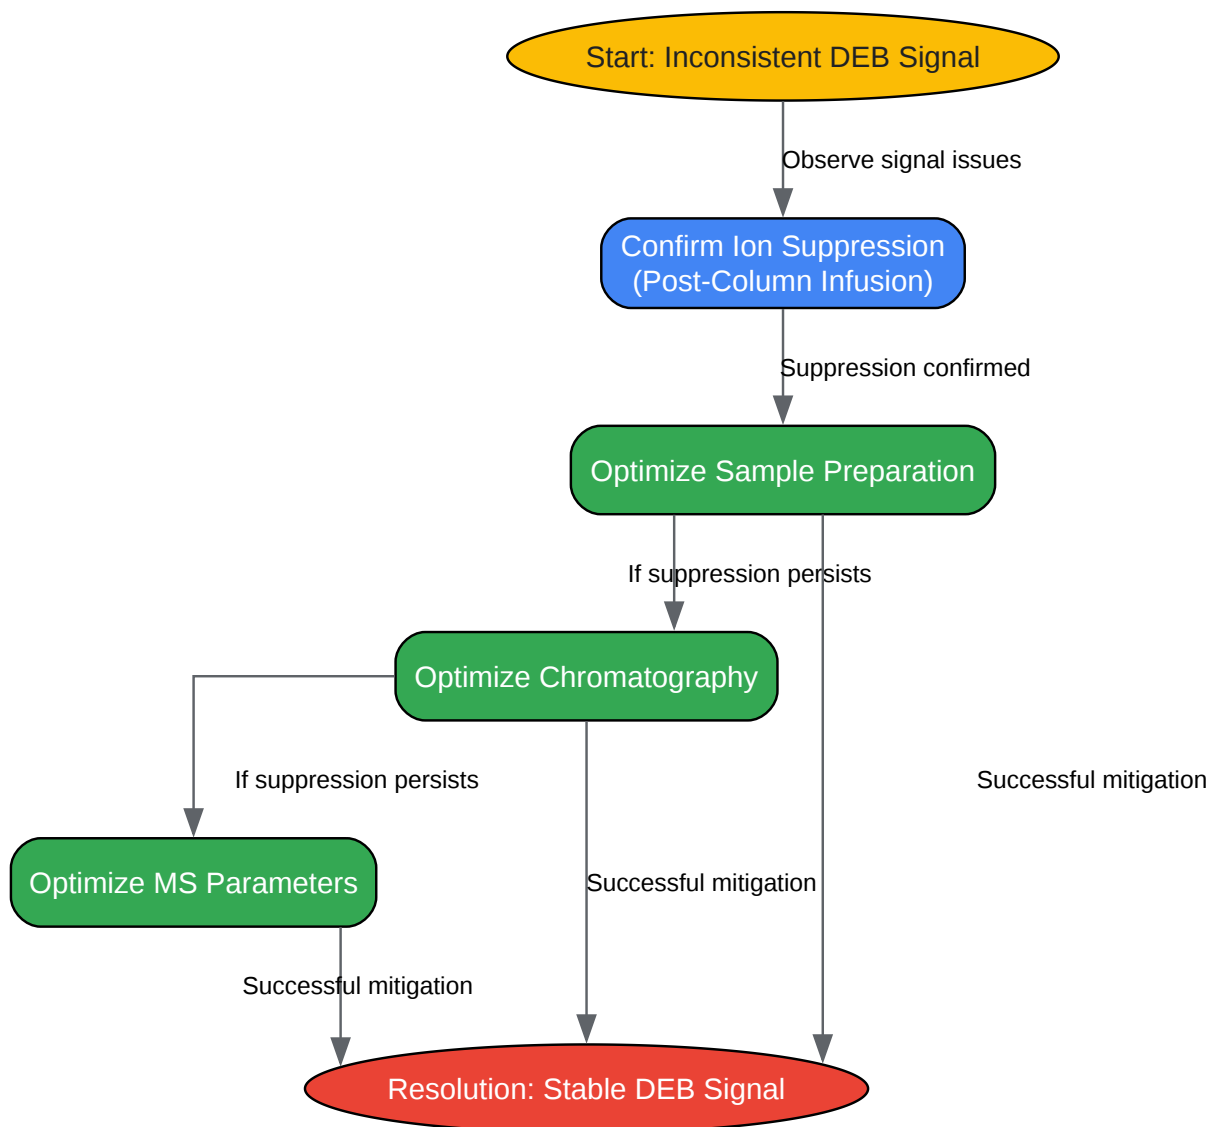 Start: Inconsistent DEB Signal
Observe signal issues
Confirm Ion Suppression
(Post-Column Infusion)
Suppression confirmed
Optimize Sample Preparation
If suppression persists
Optimize Chromatography
If suppression persists
Successful mitigation
Optimize MS Parameters
Successful mitigation
Successful mitigation
Resolution: Stable DEB Signal